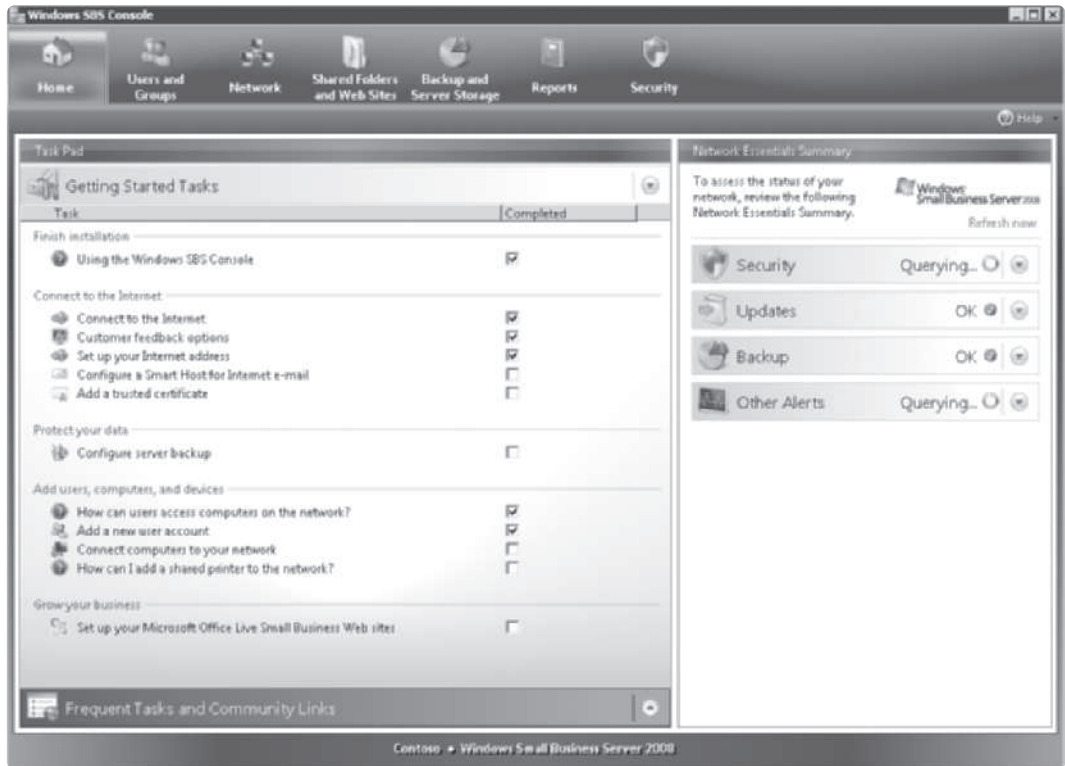 Windows SBS Console
Home
Users and Groups
Network
Shared Folders and Web Sites
Backup and Server Storage
Reports
Security
Help
Task Pad
Network Essentials Summary
Getting Started Tasks
Task Completed
Finish installation
Using the Windows SBS Console
Connect to the Internet
Connect to the Internet
Customer feedback options
Set up your Internet address
Configure a Smart Host for Internet e-mail
Add a trusted certificate
Protect your data
Configure server backup
Add users, computers, and devices
How can users access computers on the network?
Add a new user account
Connect computers to your network
How can I add a shared printer to the network?
Grow your business
Set up your Microsoft Office Live Small Business Web sites
Frequent Tasks and Community Links
To assess the status of your
network, review the following
Network Essentials Summary.
Windows
Small Business Server 2008
Refresh now
Security Querying...
Updates OK
Backup OK
Other Alerts Querying...
Contoso • Windows Small Business Server 2008